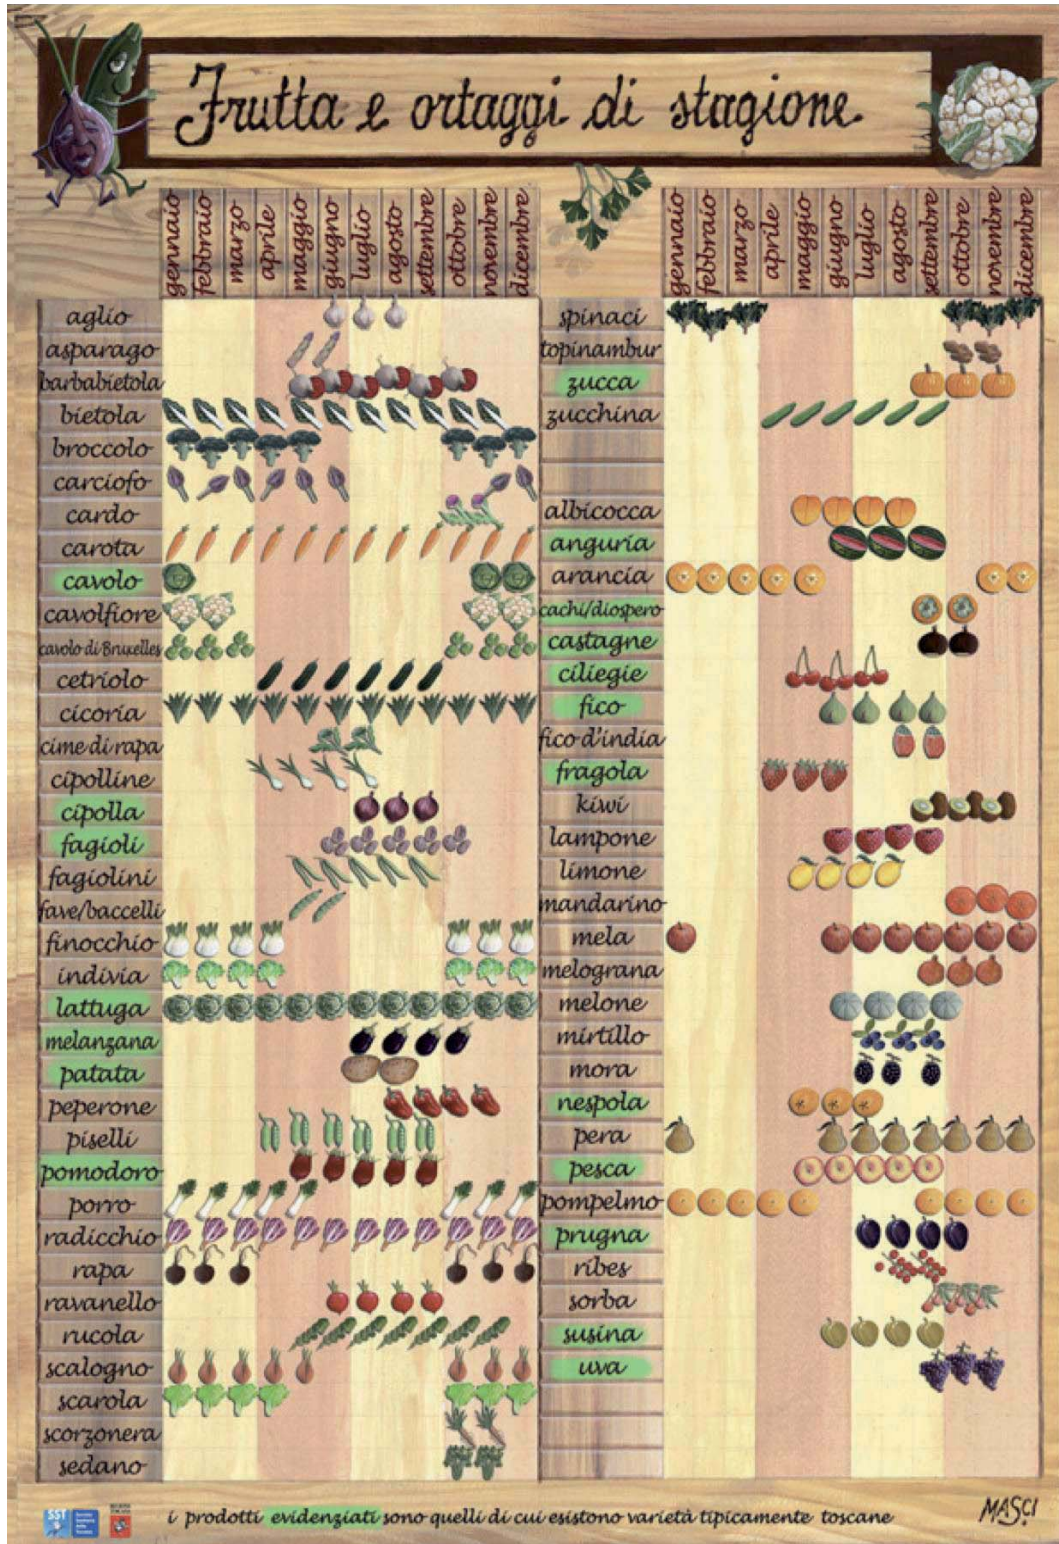 Frutta e ortaggi di stagione
gennaio
febbraio
marzo
aprile
maggio
giugno
luglio
agosto
settembre
ottobre
novembre
dicembre
aglio
asparago
barbabietola
bietola
broccolo
carciofo
cardo
carota
cavolo
cavolfiore
cavolo di Bruxelles
cetriolo
cicoria
cime di rapa
cipolline
cipolla
fagioli
fagiolini
fave/baccelli
finocchio
indivia
lattuga
melanzana
patata
peperone
piselli
pomodoro
porro
radicchio
rapa
ravanello
rucola
scalogno
scarola
scorzonera
sedano
gennaio
febbraio
marzo
aprile
maggio
giugno
luglio
agosto
settembre
ottobre
novembre
dicembre
spinaci
topinambur
zucca
zucchina
albicocca
anguria
arancia
cachi/diospero
castagne
ciliegie
fico
fico d'india
fragola
kiwi
lampone
limone
mandarino
mela
melograna
melone
mirtillo
mora
nespola
pera
pesca
pompelmo
prugna
ribes
sorba
susina
uva
SST
i prodotti evidenziati sono quelli di cui esistono varietà tipicamente toscane
MASCI